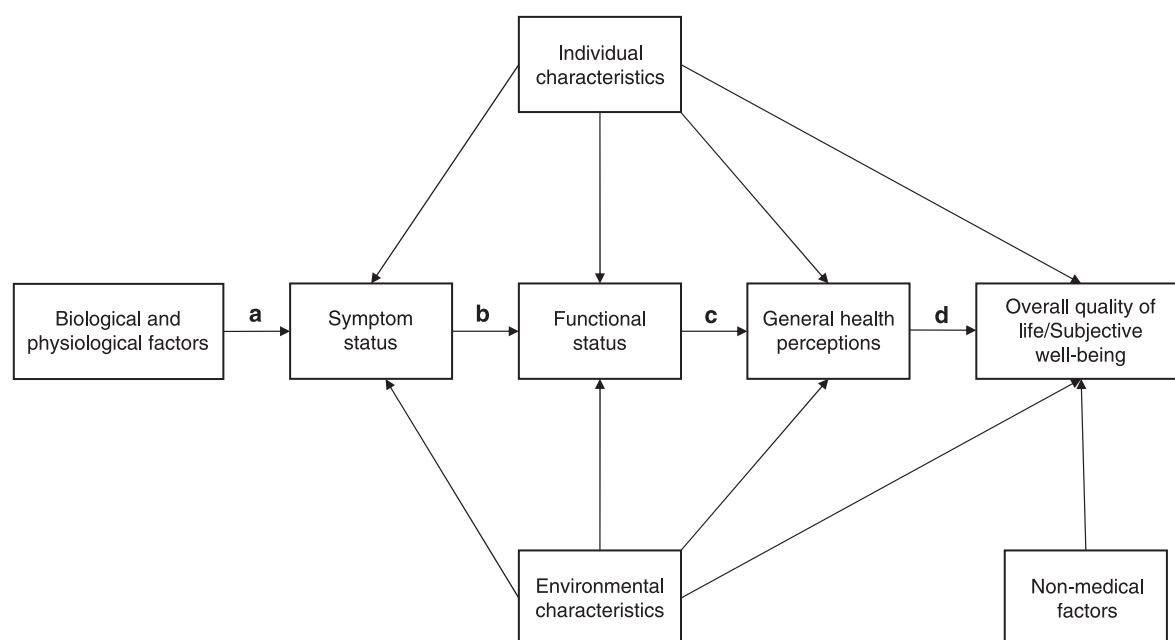 Individual
characteristics
Biological and
physiological factors
a
Symptom
status
b
Functional
status
c
General health
perceptions
d
Overall quality of
life/Subjective
well-being
Environmental
characteristics
Non-medical
factors